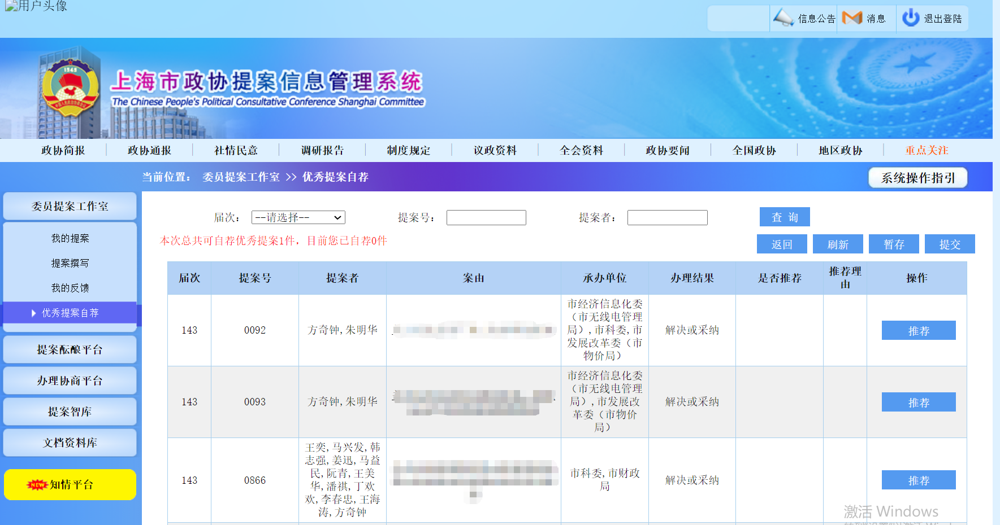 用户头像
信息公告
消息
退出登陆
1949
上海市政协提案信息管理系统
The Chinese People's Political Consultative Conference Shanghai Committee
政协简报 政协通报 社情民意 调研报告 制度规定 议政资料 全会资料 政协要闻 全国政协 地区政协 重点关注
当前位置： 委员提案工作室 >> 优秀提案自荐
系统操作指引
委员提案工作室
我的提案
提案撰写
我的反馈
优秀提案自荐
提案酝酿平台
办理协商平台
提案智库
文档资料库
NEW 知情平台
届次： --请选择-- 提案号： 提案者： 查 询
本次总共可自荐优秀提案1件，目前您已自荐0件
返回 刷新 暂存 提交
届次 提案号 提案者 案由 承办单位 办理结果 是否推荐 推荐理由 操作
143 0092 方奇钟,朱明华
市经济信息化委
（市无线电管理
局）,市科委,市
发展改革委（市
物价局）
解决或采纳 推荐
143 0093 方奇钟,朱明华
市经济信息化委
（市无线电管理
局）,市发展改
革委（市物价
局）
解决或采纳 推荐
143 0866
王奕,马兴发,韩
志强,姜迅,马益
民,阮青,王美
华,潘祺,丁欢
欢,李春忠,王海
涛,方奇钟
市科委,市财政
局
解决或采纳 推荐
激活 Windows